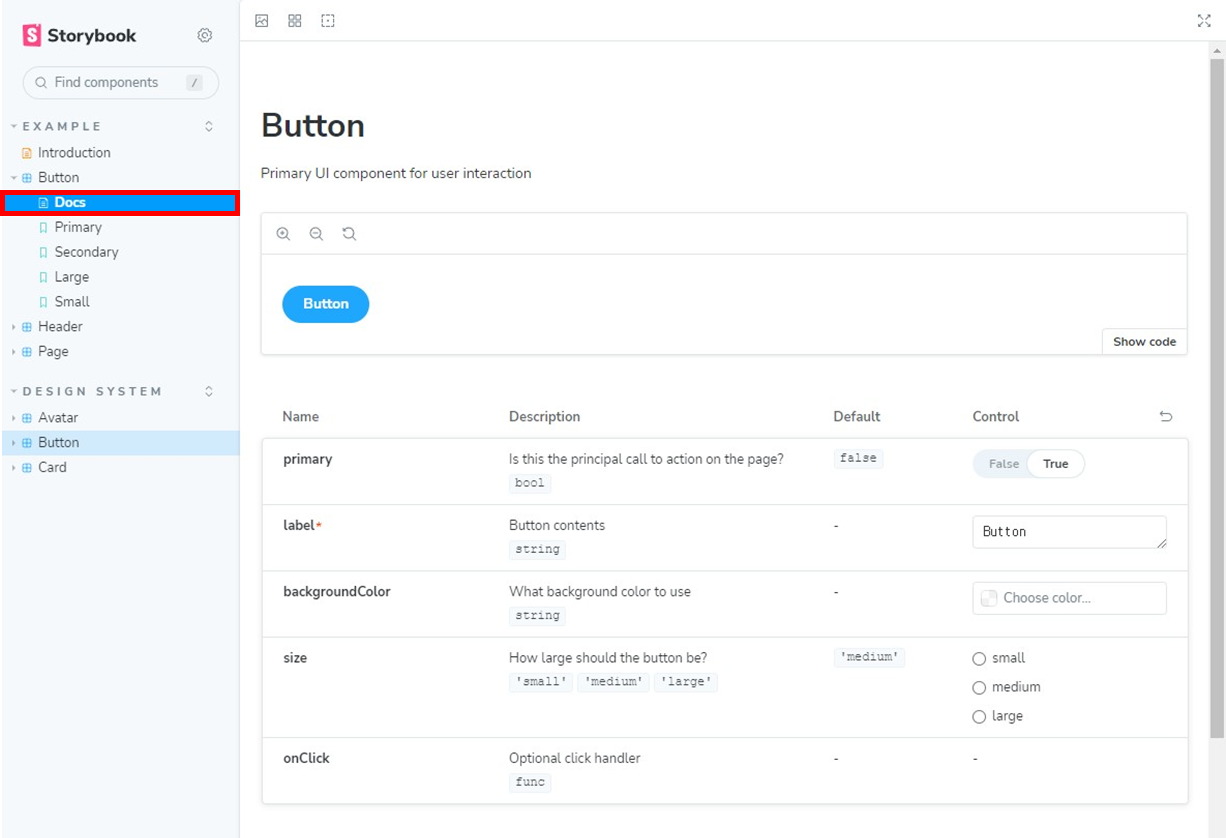 Storybook
Find components /
EXAMPLE
Introduction
Button
Docs
Primary
Secondary
Large
Small
Header
Page
DESIGN SYSTEM
Avatar
Button
Card
Button
Primary UI component for user interaction
Button
Show code
Name Description Default Control
primary Is this the principal call to action on the page? false False True
bool
label* Button contents - Button
string
backgroundColor What background color to use - Choose color...
string
size How large should the button be? 'medium' small
'small' 'medium' 'large' medium
large
onClick Optional click handler - -
func